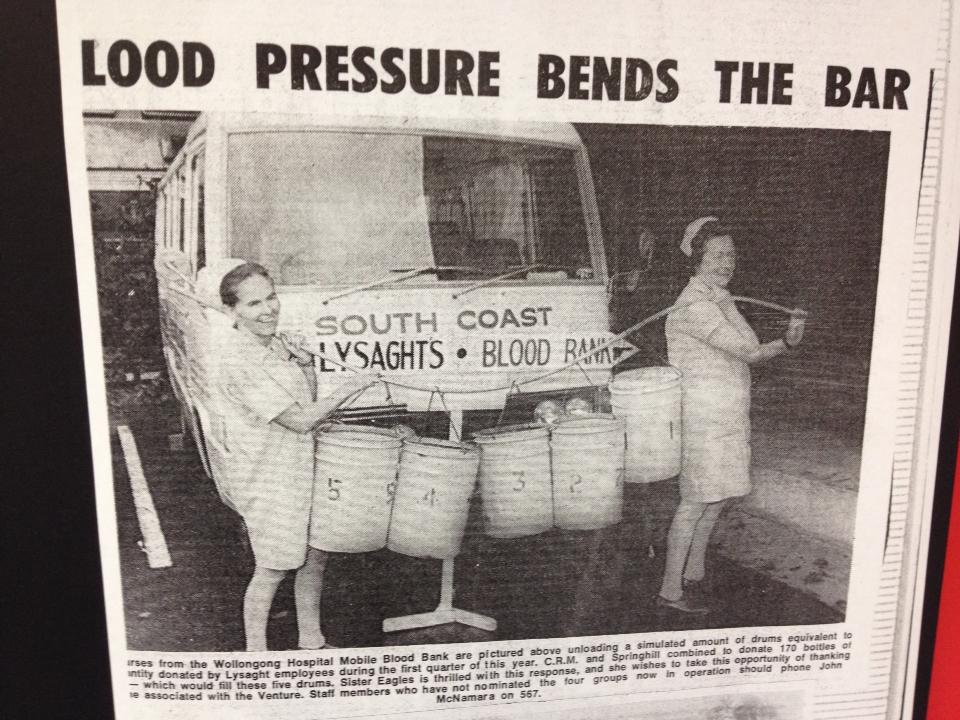 LOOD PRESSURE BENDS THE BAR
SOUTH COAST
LYSAGHTS • BLOOD BANK
5
4
3
2
1
urses from the Wollongong Hospital Mobile Blood Bank are pictured above unloading a simulated amount of drums equivalent to
ntity donated by Lysaght employees during the first quarter of this year. C.R.M. and Springhill combined to donate 170 bottles of
— which would fill these five drums. Sister Eagles is thrilled with this response, and she wishes to take this opportunity of thanking
e associated with the Venture. Staff members who have not nominated the four groups now in operation should phone John
McNamara on 567.